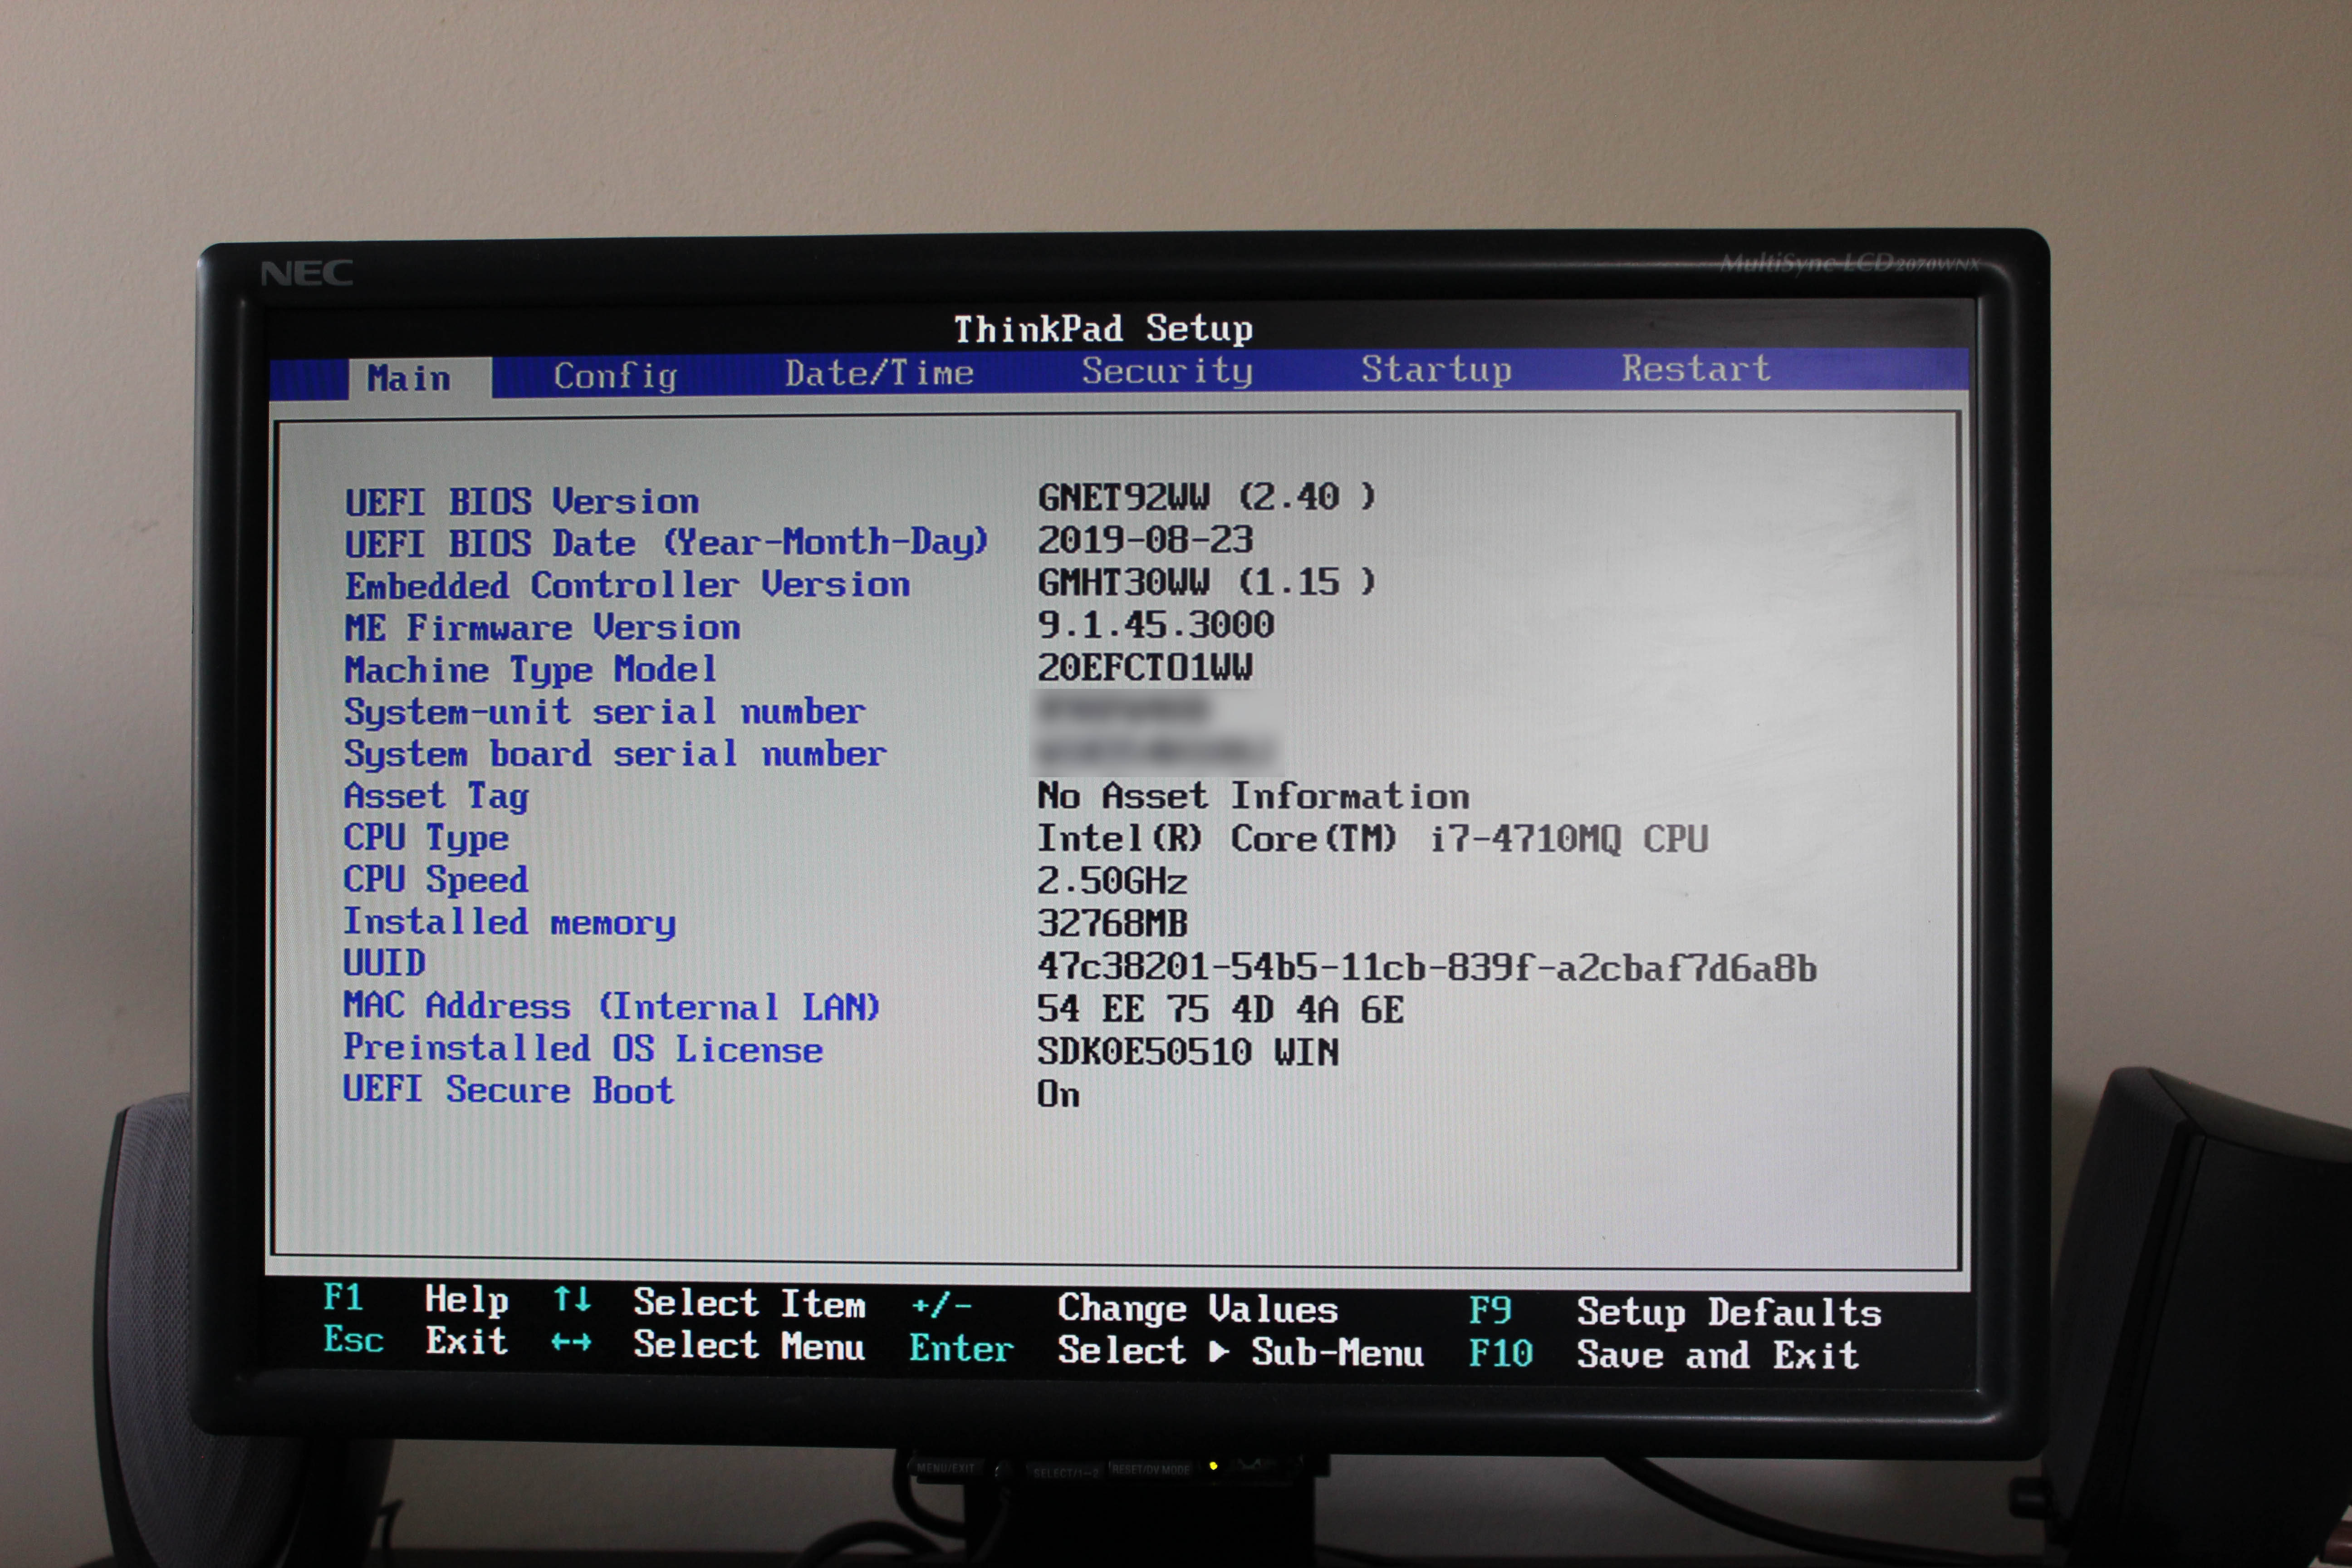 NEC
MultiSync LCD2070WNX
ThinkPad Setup
Main Config Date/Time Security Startup Restart
UEFI BIOS Version GNET92WW (2.40 )
UEFI BIOS Date (Year-Month-Day) 2019-08-23
Embedded Controller Version GMHT30WW (1.15 )
ME Firmware Version 9.1.45.3000
Machine Type Model 20EFCTO1WW
System-unit serial number
System board serial number
Asset Tag No Asset Information
CPU Type Intel(R) Core(TM) i7-4710MQ CPU
CPU Speed 2.50GHz
Installed memory 32768MB
UUID 47c38201-54b5-11cb-839f-a2cbaf7d6a8b
MAC Address (Internal LAN) 54 EE 75 4D 4A 6E
Preinstalled OS License SDK0E50510 WIN
UEFI Secure Boot On
F1 Help ↑↓ Select Item +/- Change Values F9 Setup Defaults
Esc Exit ←→ Select Menu Enter Select ▶ Sub-Menu F10 Save and Exit
MENU/EXIT SELECT/1-2 RESET/DV MODE